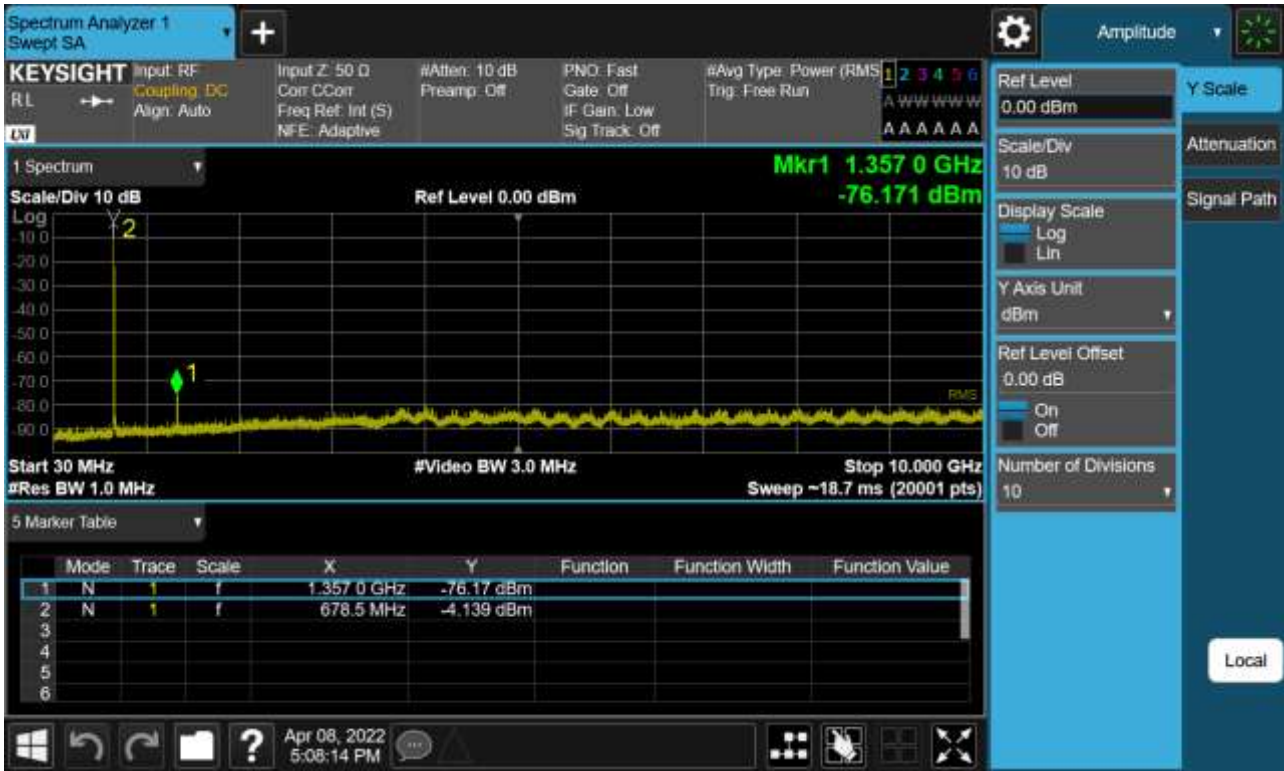 Spectrum Analyzer 1
Swept SA
+
Amplitude
KEYSIGHT
RL
LXI
Input: RF
Coupling: DC
Align: Auto
Input Z: 50 Ω
Corr CCorr
Freq Ref: Int (S)
NFE: Adaptive
#Atten: 10 dB
Preamp: Off
PNO: Fast
Gate: Off
IF Gain: Low
Sig Track: Off
#Avg Type: Power (RMS
Trig: Free Run
1 2 3 4 5 6
A W W W W W
A A A A A A
1 Spectrum
Mkr1 1.357 0 GHz
-76.171 dBm
Scale/Div 10 dB
Ref Level 0.00 dBm
Log
-10.0
-20.0
-30.0
-40.0
-50.0
-60.0
-70.0
-80.0
-90.0
2
1
RMS
Start 30 MHz
#Video BW 3.0 MHz
Stop 10.000 GHz
#Res BW 1.0 MHz
Sweep ~18.7 ms (20001 pts)
5 Marker Table
Mode Trace Scale X Y Function Function Width Function Value
1 N 1 f 1.357 0 GHz -76.17 dBm
2 N 1 f 678.5 MHz -4.139 dBm
3
4
5
6
Ref Level
0.00 dBm
Scale/Div
10 dB
Display Scale
Log
Lin
Y Axis Unit
dBm
Ref Level Offset
0.00 dB
On
Off
Number of Divisions
10
Y Scale
Attenuation
Signal Path
Local
?
Apr 08, 2022
5:08:14 PM